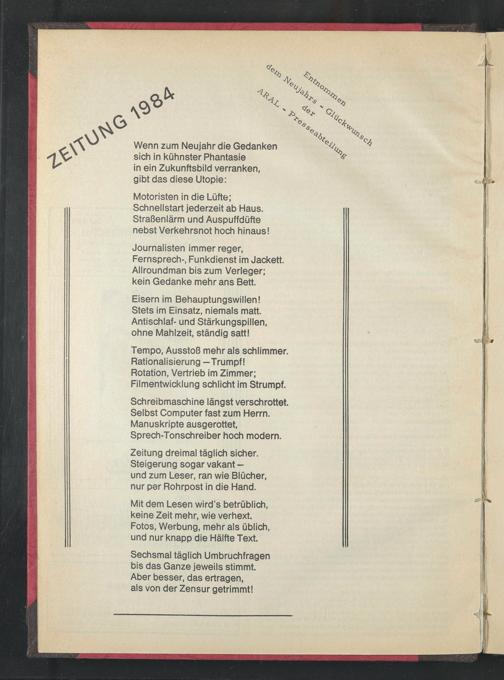 ZEITUNG 1984
Entnommen
dem Neujahrs - Glückwunsch
der
ARAL - Presseabteilung
Wenn zum Neujahr die Gedanken
sich in kühnster Phantasie
in ein Zukunftsbild verranken,
gibt das diese Utopie:
Motoristen in die Lüfte;
Schnellstart jederzeit ab Haus.
Straßenlärm und Auspuffdüfte
nebst Verkehrsnot hoch hinaus!
Journalisten immer reger,
Fernsprech-, Funkdienst im Jackett.
Allroundman bis zum Verleger;
kein Gedanke mehr ans Bett.
Eisern im Behauptungswillen!
Stets im Einsatz, niemals matt.
Antischlaf- und Stärkungspillen,
ohne Mahlzeit, ständig satt!
Tempo, Ausstoß mehr als schlimmer.
Rationalisierung – Trumpf!
Rotation, Vertrieb im Zimmer;
Filmentwicklung schlicht im Strumpf.
Schreibmaschine längst verschrottet.
Selbst Computer fast zum Herrn.
Manuskripte ausgerottet,
Sprech-Tonschreiber hoch modern.
Zeitung dreimal täglich sicher.
Steigerung sogar vakant –
und zum Leser, ran wie Blücher,
nur per Rohrpost in die Hand.
Mit dem Lesen wird's betrüblich,
keine Zeit mehr, wie verhext.
Fotos, Werbung, mehr als üblich,
und nur knapp die Hälfte Text.
Sechsmal täglich Umbruchfragen
bis das Ganze jeweils stimmt.
Aber besser, das ertragen,
als von der Zensur getrimmt!